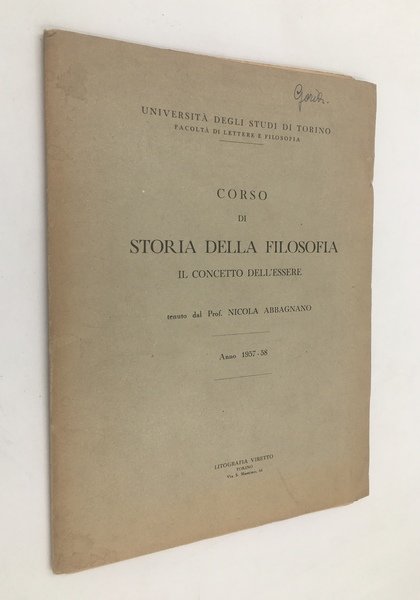 UNIVERSITÀ DEGLI STUDI DI TORINO
FACOLTÀ DI LETTERE E FILOSOFIA
CORSO
DI
STORIA DELLA FILOSOFIA
IL CONCETTO DELL'ESSERE
tenuto dal Prof. NICOLA ABBAGNANO
Anno 1957-58
LITOGRAFIA VIRETTO
TORINO